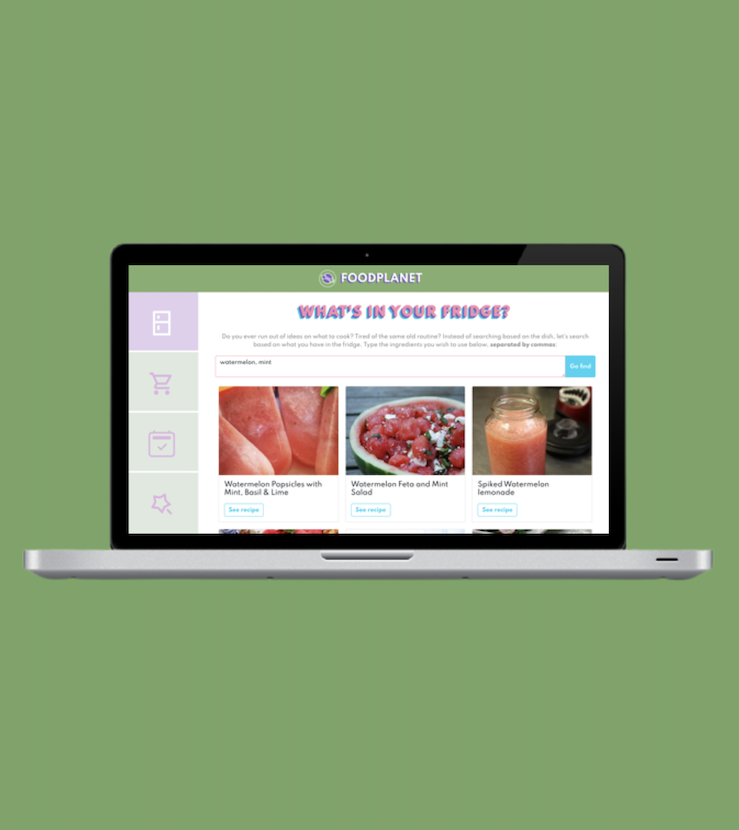 FOODPLANET
WHAT'S IN YOUR FRIDGE?
Do you ever run out of ideas on what to cook? Tired of the same old routine? Instead of searching based on the dish, let's search
based on what you have in the fridge. Type the ingredients you wish to use below, separated by commas:
watermelon, mint
Go find
Watermelon Popsicles with
Mint, Basil & Lime
See recipe
Watermelon Feta and Mint
Salad
See recipe
Spiked Watermelon
lemonade
See recipe